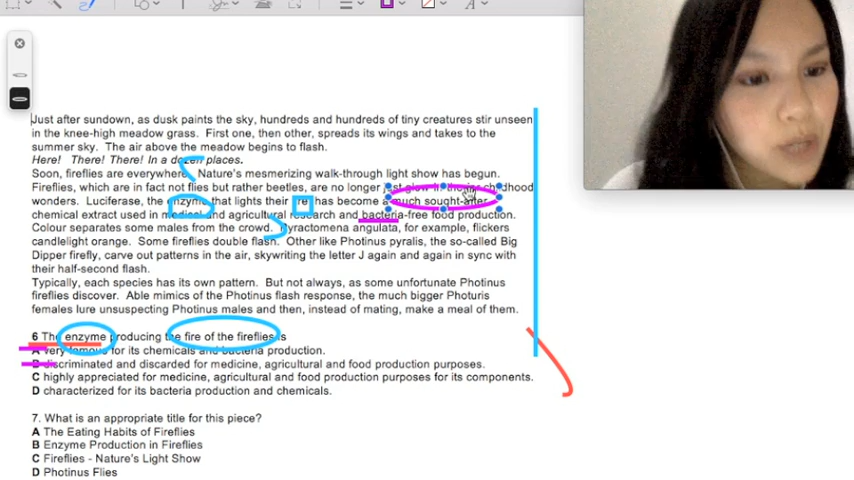 Just after sundown, as dusk paints the sky, hundreds and hundreds of tiny creatures stir unseen
in the knee-high meadow grass. First one, then other, spreads its wings and takes to the
summer sky. The air above the meadow begins to flash.
Here! There! There! In a dozen places.
Soon, fireflies are everywhere. Nature's mesmerizing walk-through light show has begun.
Fireflies, which are in fact not flies but rather beetles, are no longer just glow-in-the-jar childhood
wonders. Luciferase, the enzyme that lights their fire has become a much sought-after
chemical extract used in medical and agricultural research and bacteria-free food production.
Colour separates some males from the crowd. Pyractomena angulata, for example, flickers
candlelight orange. Some fireflies double flash. Other like Photinus pyralis, the so-called Big
Dipper firefly, carve out patterns in the air, skywriting the letter J again and again in sync with
their half-second flash.
Typically, each species has its own pattern. But not always, as some unfortunate Photinus
fireflies discover. Able mimics of the Photinus flash response, the much bigger Photuris
females lure unsuspecting Photinus males and then, instead of mating, make a meal of them.
6 The enzyme producing the fire of the fireflies is
A very famous for its chemicals and bacteria production.
B discriminated and discarded for medicine, agricultural and food production purposes.
C highly appreciated for medicine, agricultural and food production purposes for its components.
D characterized for its bacteria production and chemicals.
7. What is an appropriate title for this piece?
A The Eating Habits of Fireflies
B Enzyme Production in Fireflies
C Fireflies - Nature's Light Show
D Photinus Flies